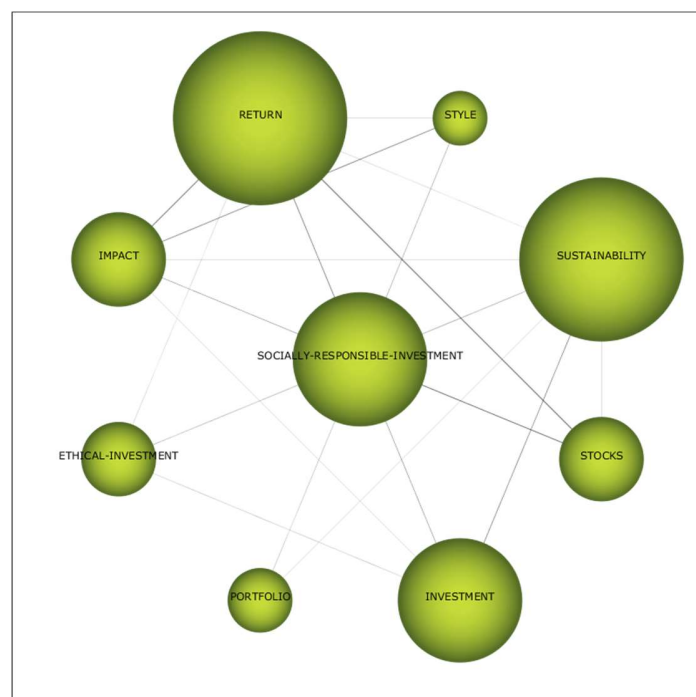 RETURN
STYLE
IMPACT
SUSTAINABILITY
SOCIALLY-RESPONSIBLE-INVESTMENT
ETHICAL-INVESTMENT
STOCKS
PORTFOLIO
INVESTMENT